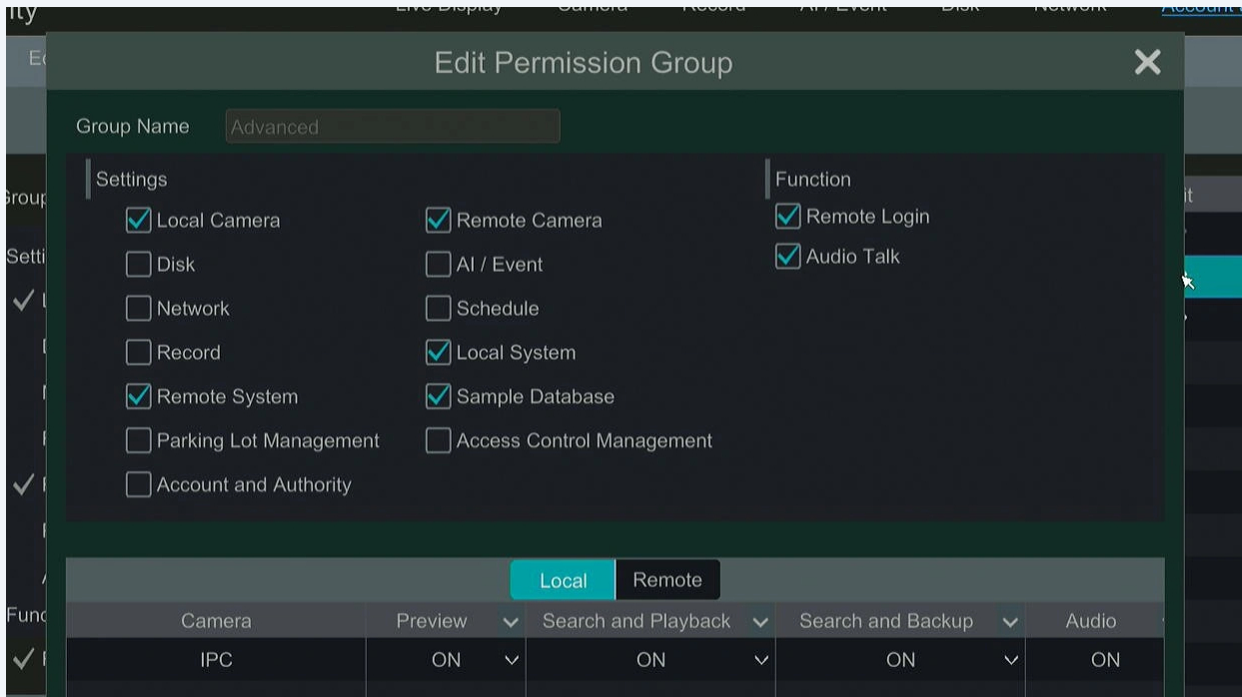 ity Live Display Camera Record AI / Event Disk Network Account
Edit Permission Group
Group Name Advanced
Settings Function
Local Camera Remote Camera Remote Login
Disk AI / Event Audio Talk
Network Schedule
Record Local System
Remote System Sample Database
Parking Lot Management Access Control Management
Account and Authority
Local Remote
Camera Preview Search and Playback Search and Backup Audio
IPC ON ON ON ON